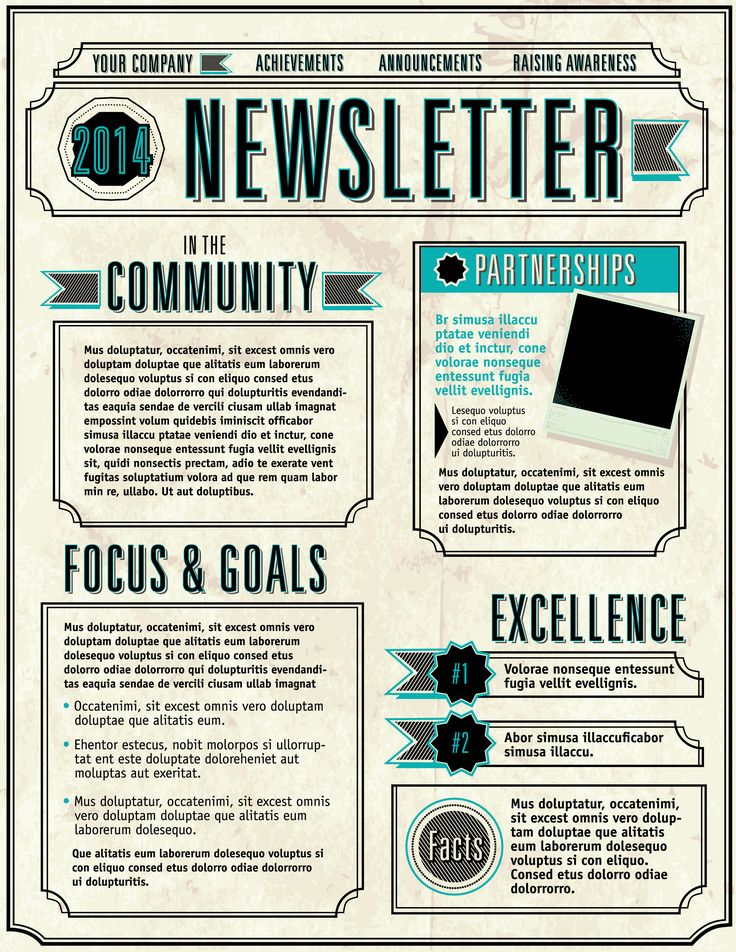 YOUR COMPANY ACHIEVEMENTS ANNOUNCEMENTS RAISING AWARENESS
2014 NEWSLETTER
IN THE
COMMUNITY
Mus doluptatur, occatenimi, sit excest omnis vero
doluptam doluptae que alitatis eum laborerum
dolesequo voluptus si con eliquo consed etus
dolorro odiae dolorrorro qui dolupturitis evendandi-
tas eaquia sendae de vercili ciusam ullab imagnat
empossint volum quidebis iminiscit officabor
simusa illaccu ptatae veniendi dio et inctur, cone
volorae nonseque entessunt fugia vellit evellignis
sit, quidi nonsectis prectam, adio te exerate vent
fugitas soluptatium volora ad que rem quam labor
min re, ullabo. Ut aut doluptibus.
PARTNERSHIPS
Br simusa illaccu
ptatae veniendi
dio et inctur, cone
volorae nonseque
entessunt fugia
vellit evellignis.
Lesequo voluptus
si con eliquo
consed etus dolorro
odiae dolorrorro
ui dolupturitis.
Mus doluptatur, occatenimi, sit excest omnis
vero doluptam doluptae que alitatis eum
laborerum dolesequo voluptus si con eliquo
consed etus dolorro odiae dolorrorro
ui dolupturitis.
FOCUS & GOALS
Mus doluptatur, occatenimi, sit excest omnis vero
doluptam doluptae que alitatis eum laborerum
dolesequo voluptus si con eliquo consed etus
dolorro odiae dolorrorro qui dolupturitis evendandi-
tas eaquia sendae de vercili ciusam ullab imagnat
• Occatenimi, sit excest omnis vero doluptam
doluptae que alitatis eum.
• Ehentor estecus, nobit molorpos si ullorrup-
tat ent este doluptate doloreheniet aut
moluptas aut exeritat.
• Mus doluptatur, occatenimi, sit excest omnis
vero doluptam doluptae que alitatis eum
laborerum dolesequo.
Que alitatis eum laborerum dolesequo voluptus si
con eliquo consed etus dolorro odiae dolorrorro
ui dolupturitis.
EXCELLENCE
#1 Volorae nonseque entessunt
fugia vellit evellignis.
#2 Abor simusa illaccuficabor
simusa illaccu.
Facts
Mus doluptatur, occatenimi,
sit excest omnis vero dolup-
tam doluptae que alitatis
eum laborerum dolesequo
voluptus si con eliquo.
Consed etus dolorro odiae
dolorrorro.